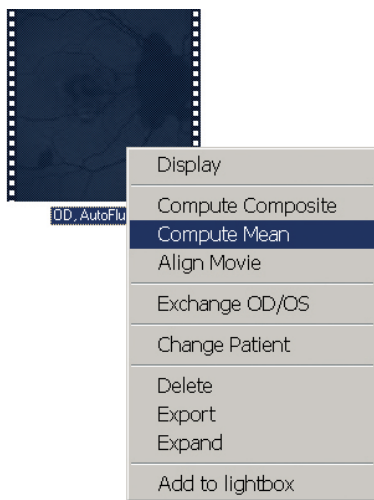 OD, AutoFlu
Display
Compute Composite
Compute Mean
Align Movie
Exchange OD/OS
Change Patient
Delete
Export
Expand
Add to lightbox